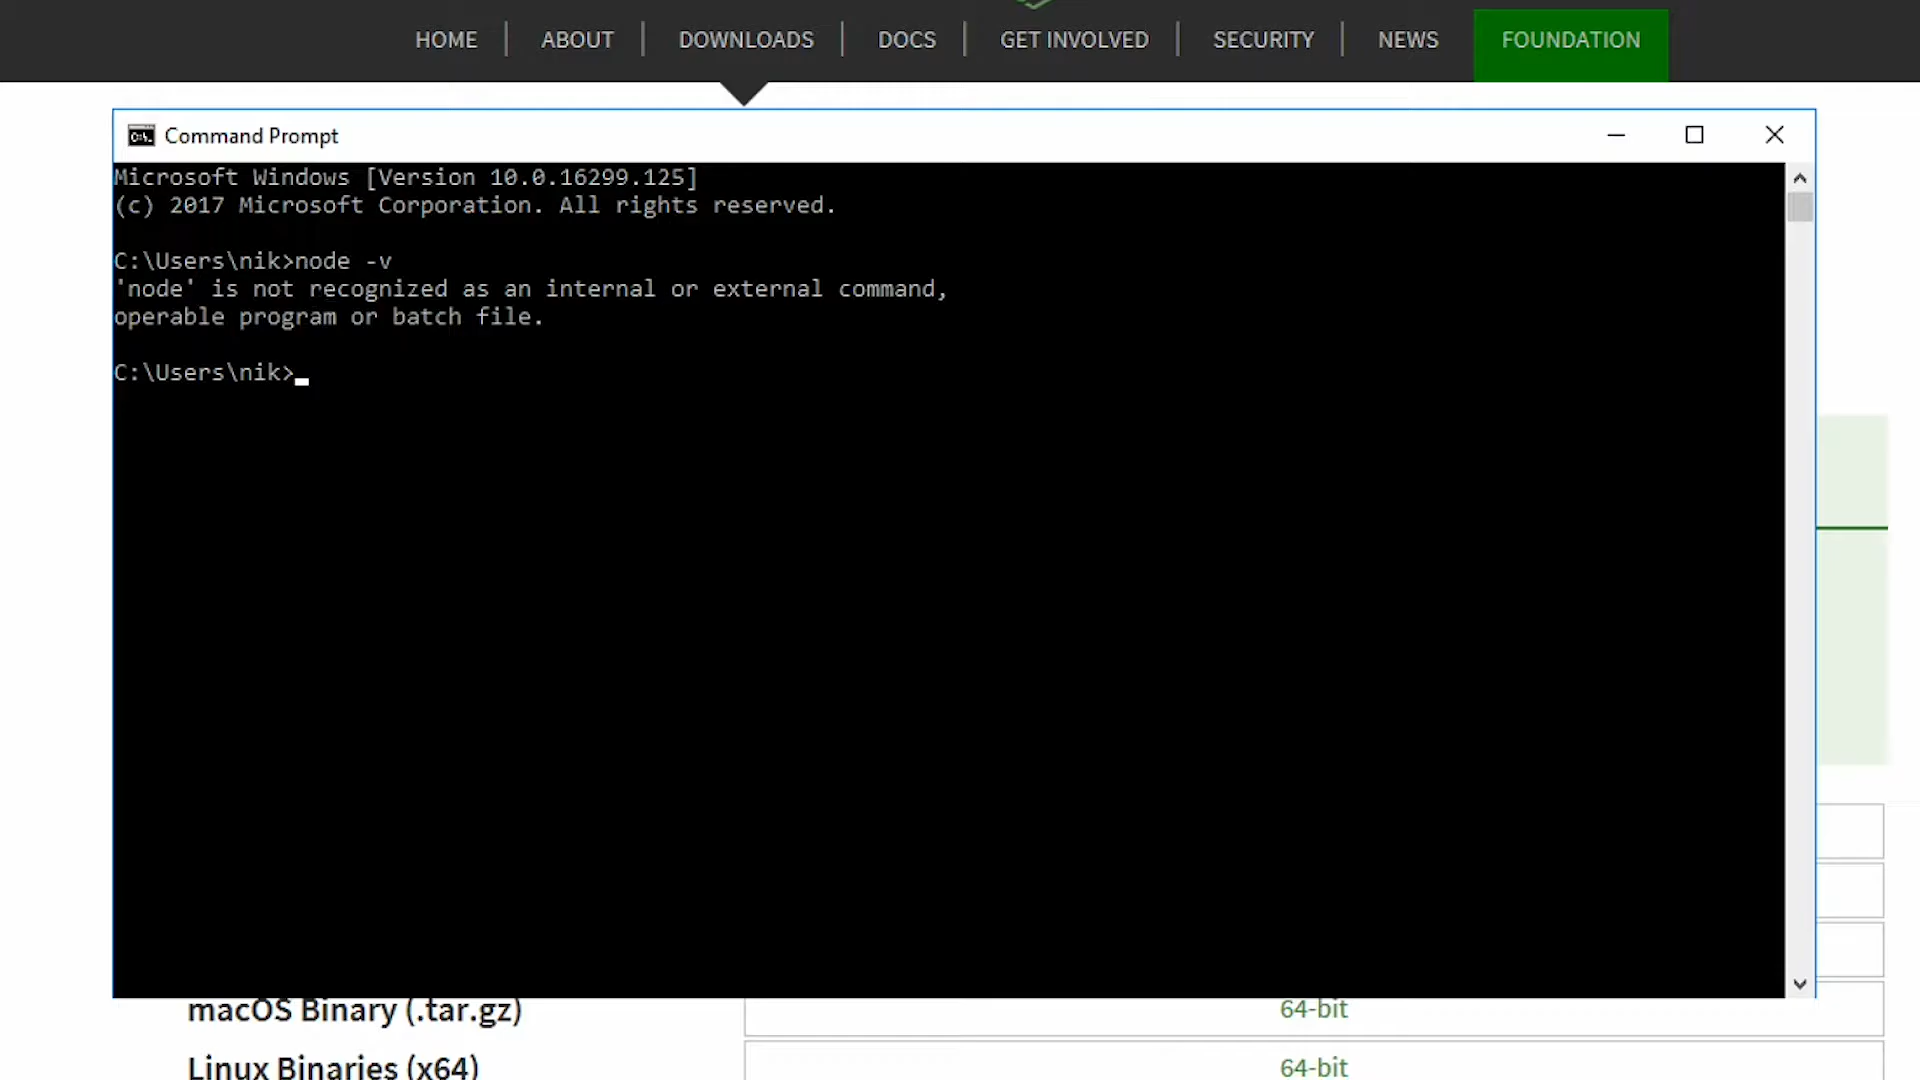 HOME | ABOUT | DOWNLOADS | DOCS | GET INVOLVED | SECURITY | NEWS FOUNDATION
Command Prompt
Microsoft Windows [Version 10.0.16299.125]
(c) 2017 Microsoft Corporation. All rights reserved.
C:\Users\nik>node -v
'node' is not recognized as an internal or external command,
operable program or batch file.
C:\Users\nik>
macOS Binary (.tar.gz) 64-bit
Linux Binaries (x64) 64-bit